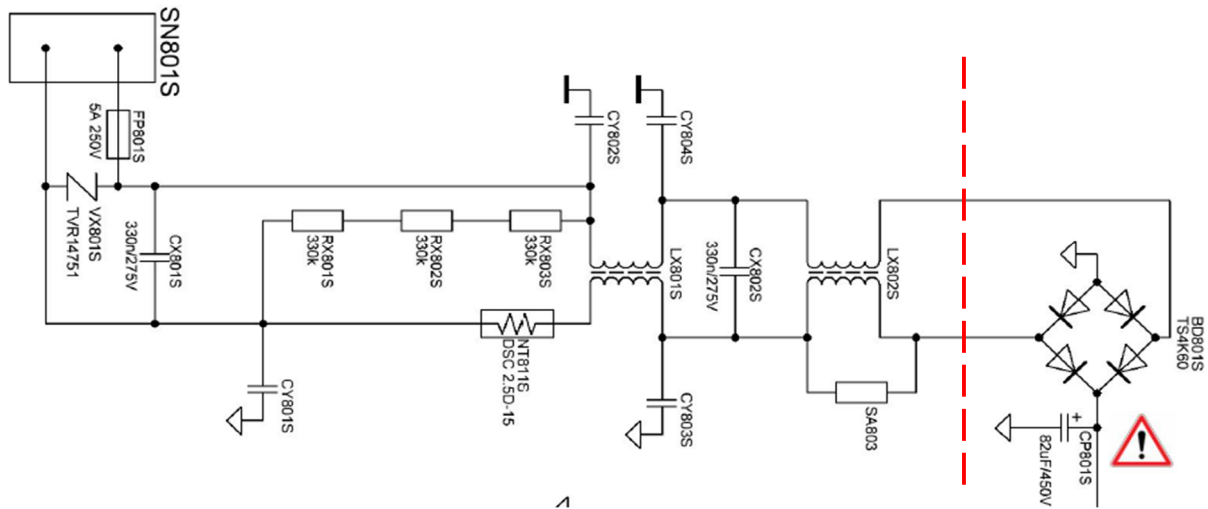 SN801S
FP801S
5A 250V
VX801S
TVR14751
CX801S
330n/275V
RX801S
330k
RX802S
330k
RX803S
330k
CY802S
CY804S
LX801S
CX802S
330n/275V
LX802S
NT811S
DSC 2.5D-15
CY801S
CY803S
SA803
BD801S
TS4K60
+
CP801S
82uF/450V
!